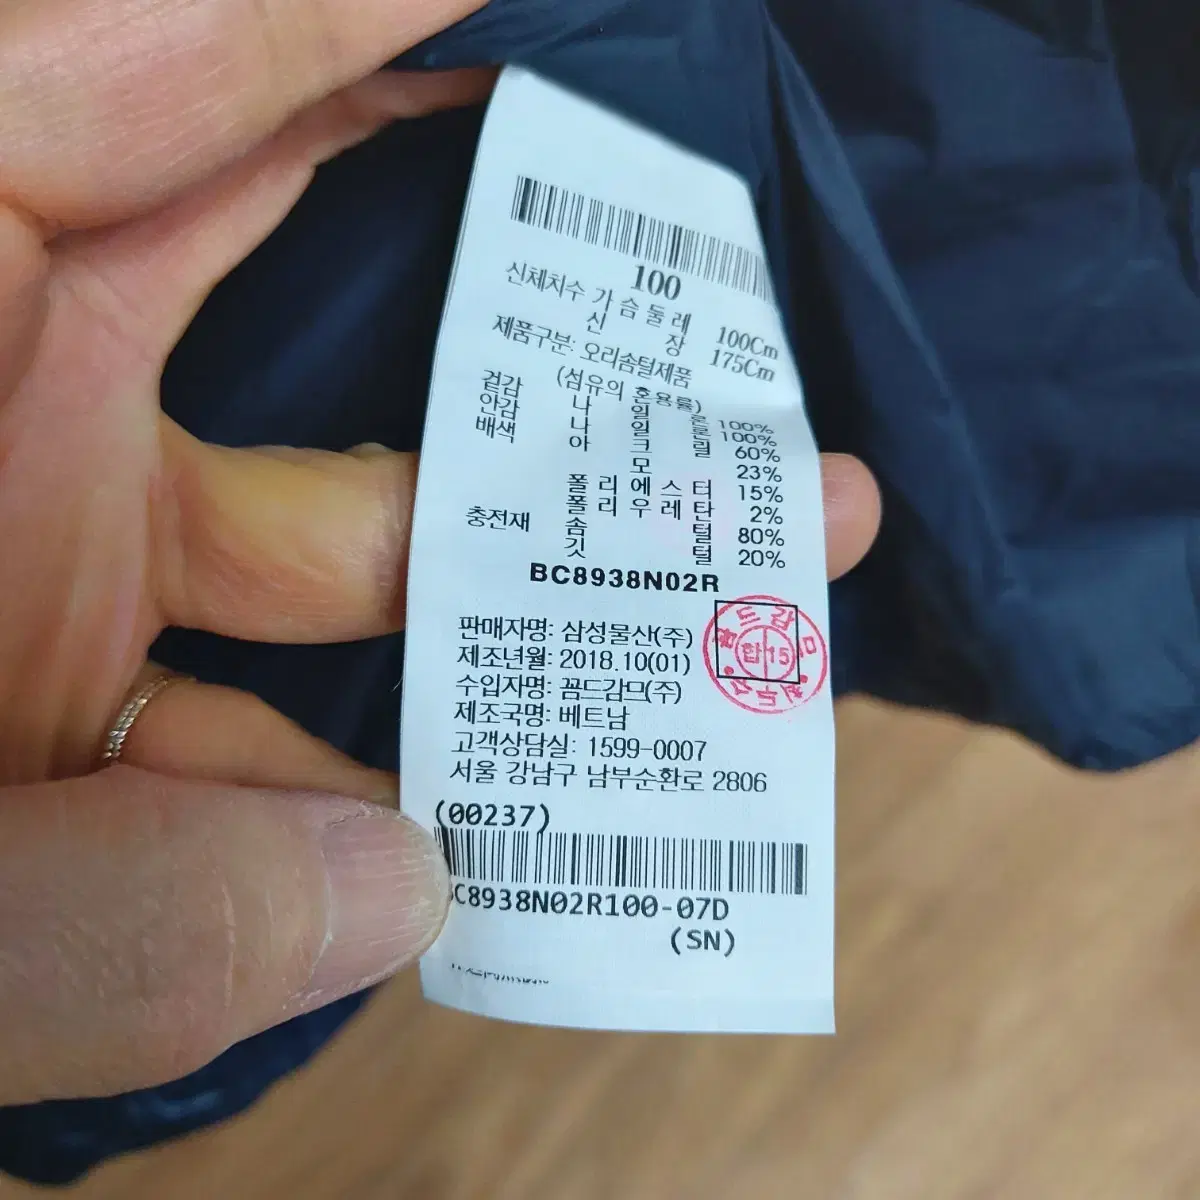 100
신체치수 가 슴 둘 레 100Cm
신 장 175Cm
제품구분: 오리솜털제품
(섬유의 혼용률)
겉감 나 일 론 100%
안감 나 일 론 100%
배색 아 크 릴 60%
모 23%
폴 리 에 스 터 15%
폴 리 우 레 탄 2%
충전재 솜 털 80%
깃 털 20%
BC8938N02R
판매자명: 삼성물산(주)
제조년월: 2018.10(01)
수입자명: 꼼드감므(주)
제조국명: 베트남
고객상담실: 1599-0007
서울 강남구 남부순환로 2806
합 15
(00237)
C8938N02R100-07D
(SN)